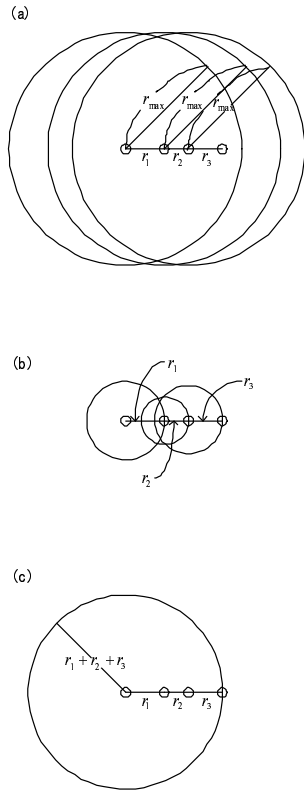 (a)
r_max r_max r_max
r_1 r_2 r_3
(b)
r_1
r_3
r_2
(c)
r_1 + r_2 + r_3
r_1 r_2 r_3